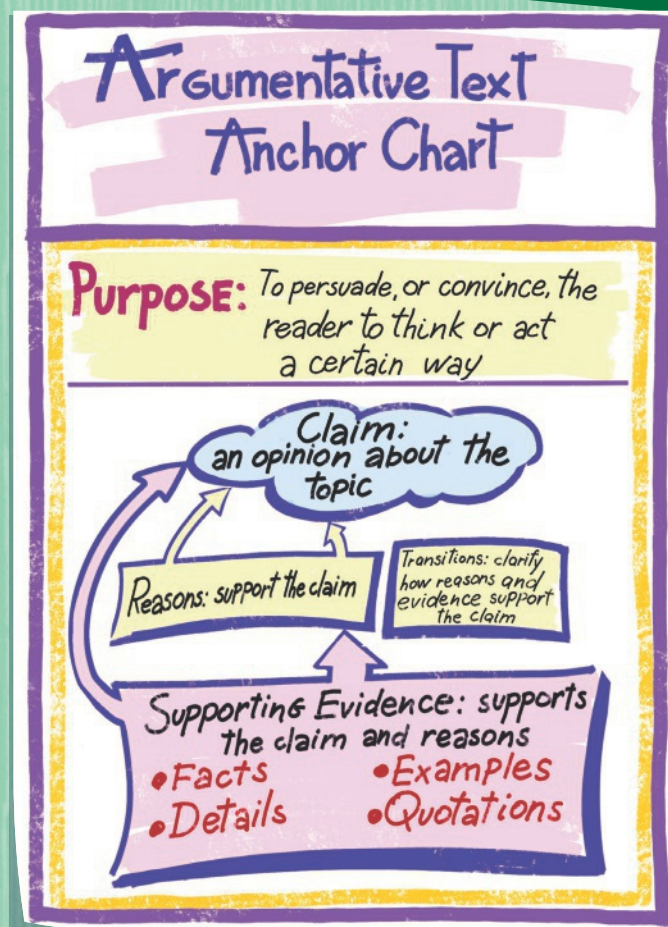 Argumentative Text
Anchor Chart
Purpose: To persuade, or convince, the
reader to think or act
a certain way
Claim:
an opinion about the
topic
Reasons: support the claim
Transitions: clarify
how reasons and
evidence support
the claim
Supporting Evidence: supports
the claim and reasons
•Facts
•Details
•Examples
•Quotations